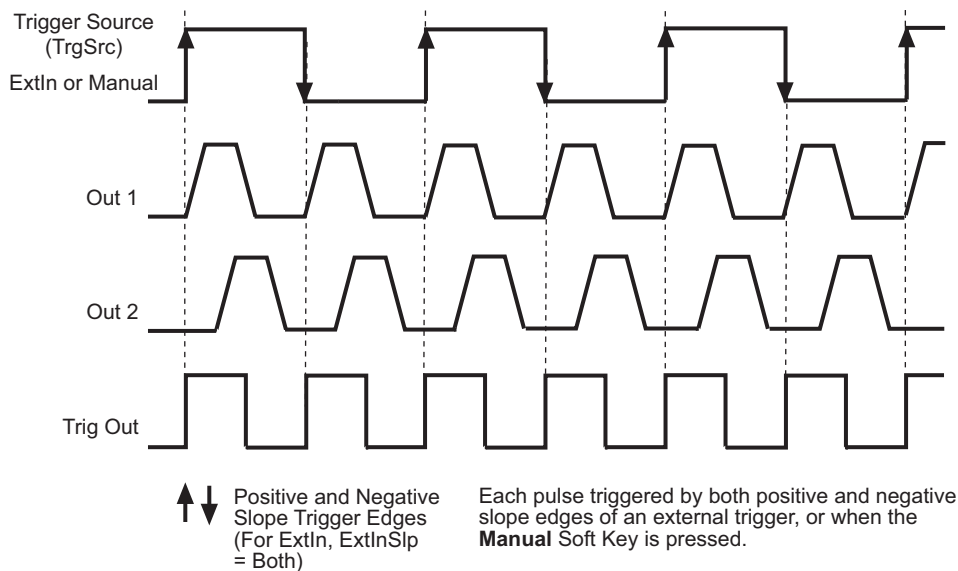 Trigger Source
(TrgSrc)
ExtIn or Manual
Out 1
Out 2
Trig Out
Positive and Negative
Slope Trigger Edges
(For ExtIn, ExtInSlp
= Both)
Each pulse triggered by both positive and negative
slope edges of an external trigger, or when the
Manual Soft Key is pressed.